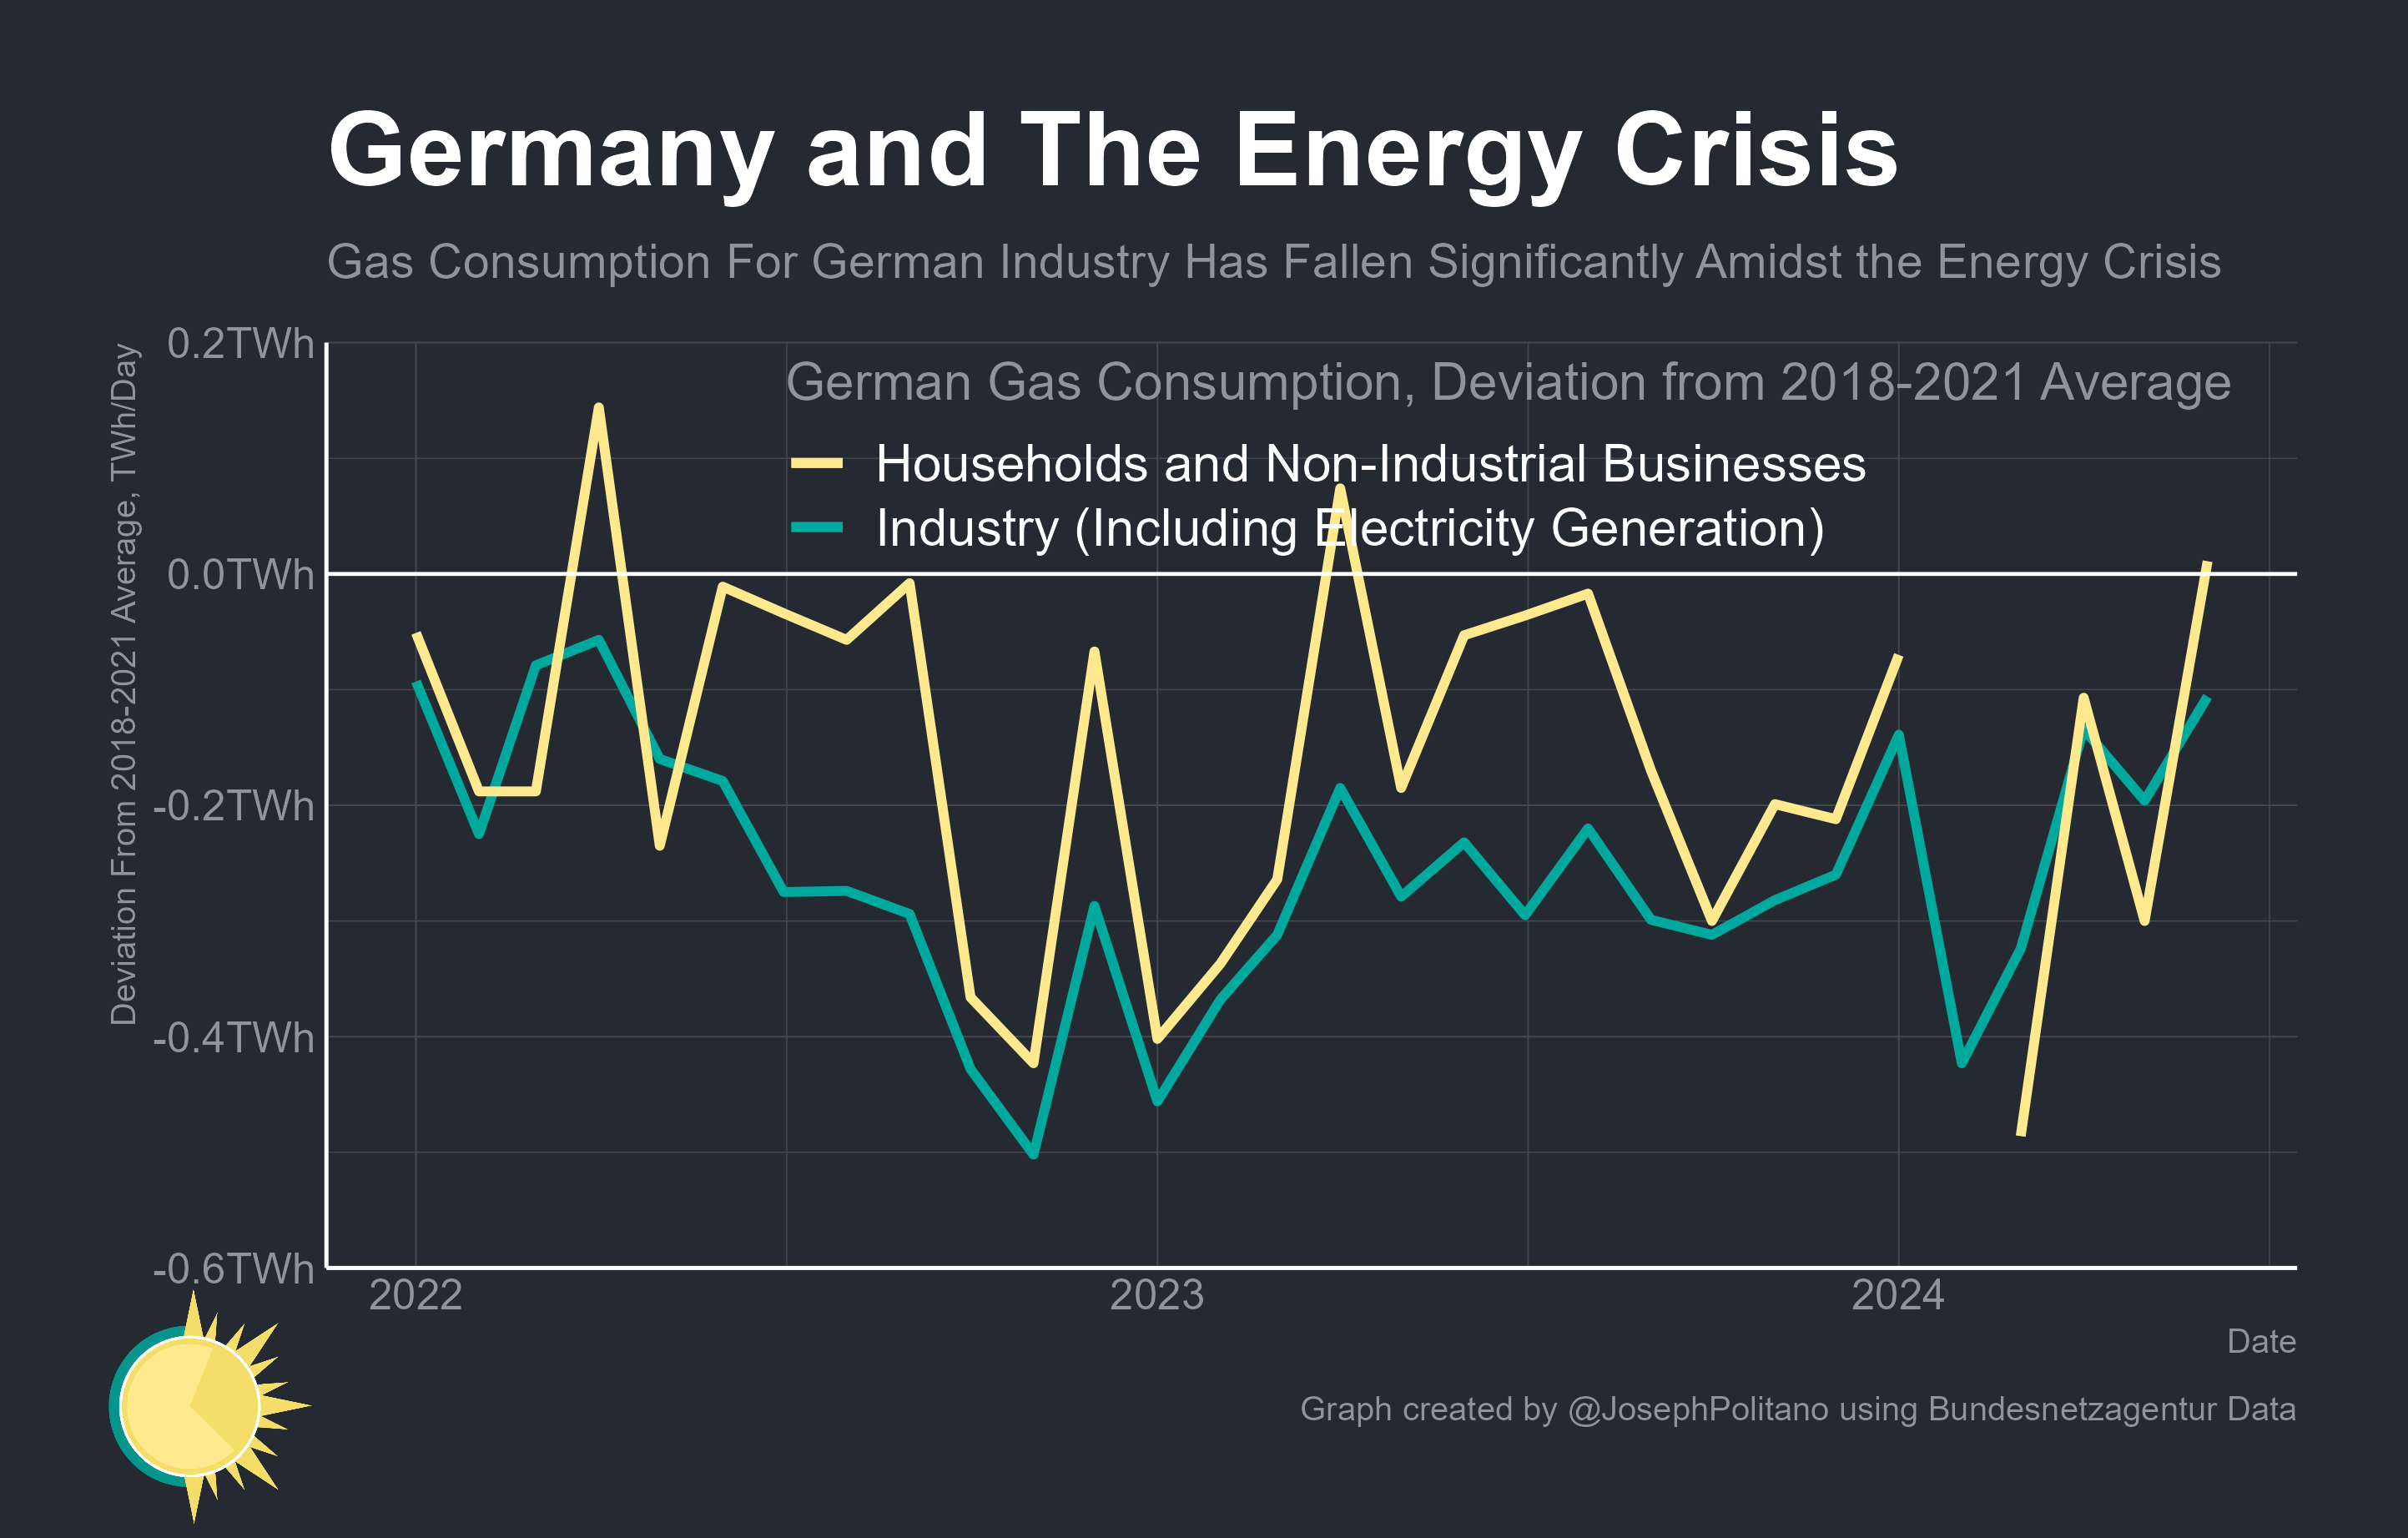 Germany and The Energy Crisis
Gas Consumption For German Industry Has Fallen Significantly Amidst the Energy Crisis
Deviation From 2018-2021 Average, TWh/Day
0.2TWh
0.0TWh
-0.2TWh
-0.4TWh
-0.6TWh
German Gas Consumption, Deviation from 2018-2021 Average
Households and Non-Industrial Businesses
Industry (Including Electricity Generation)
2022
2023
2024
Date
Graph created by @JosephPolitano using Bundesnetzagentur Data